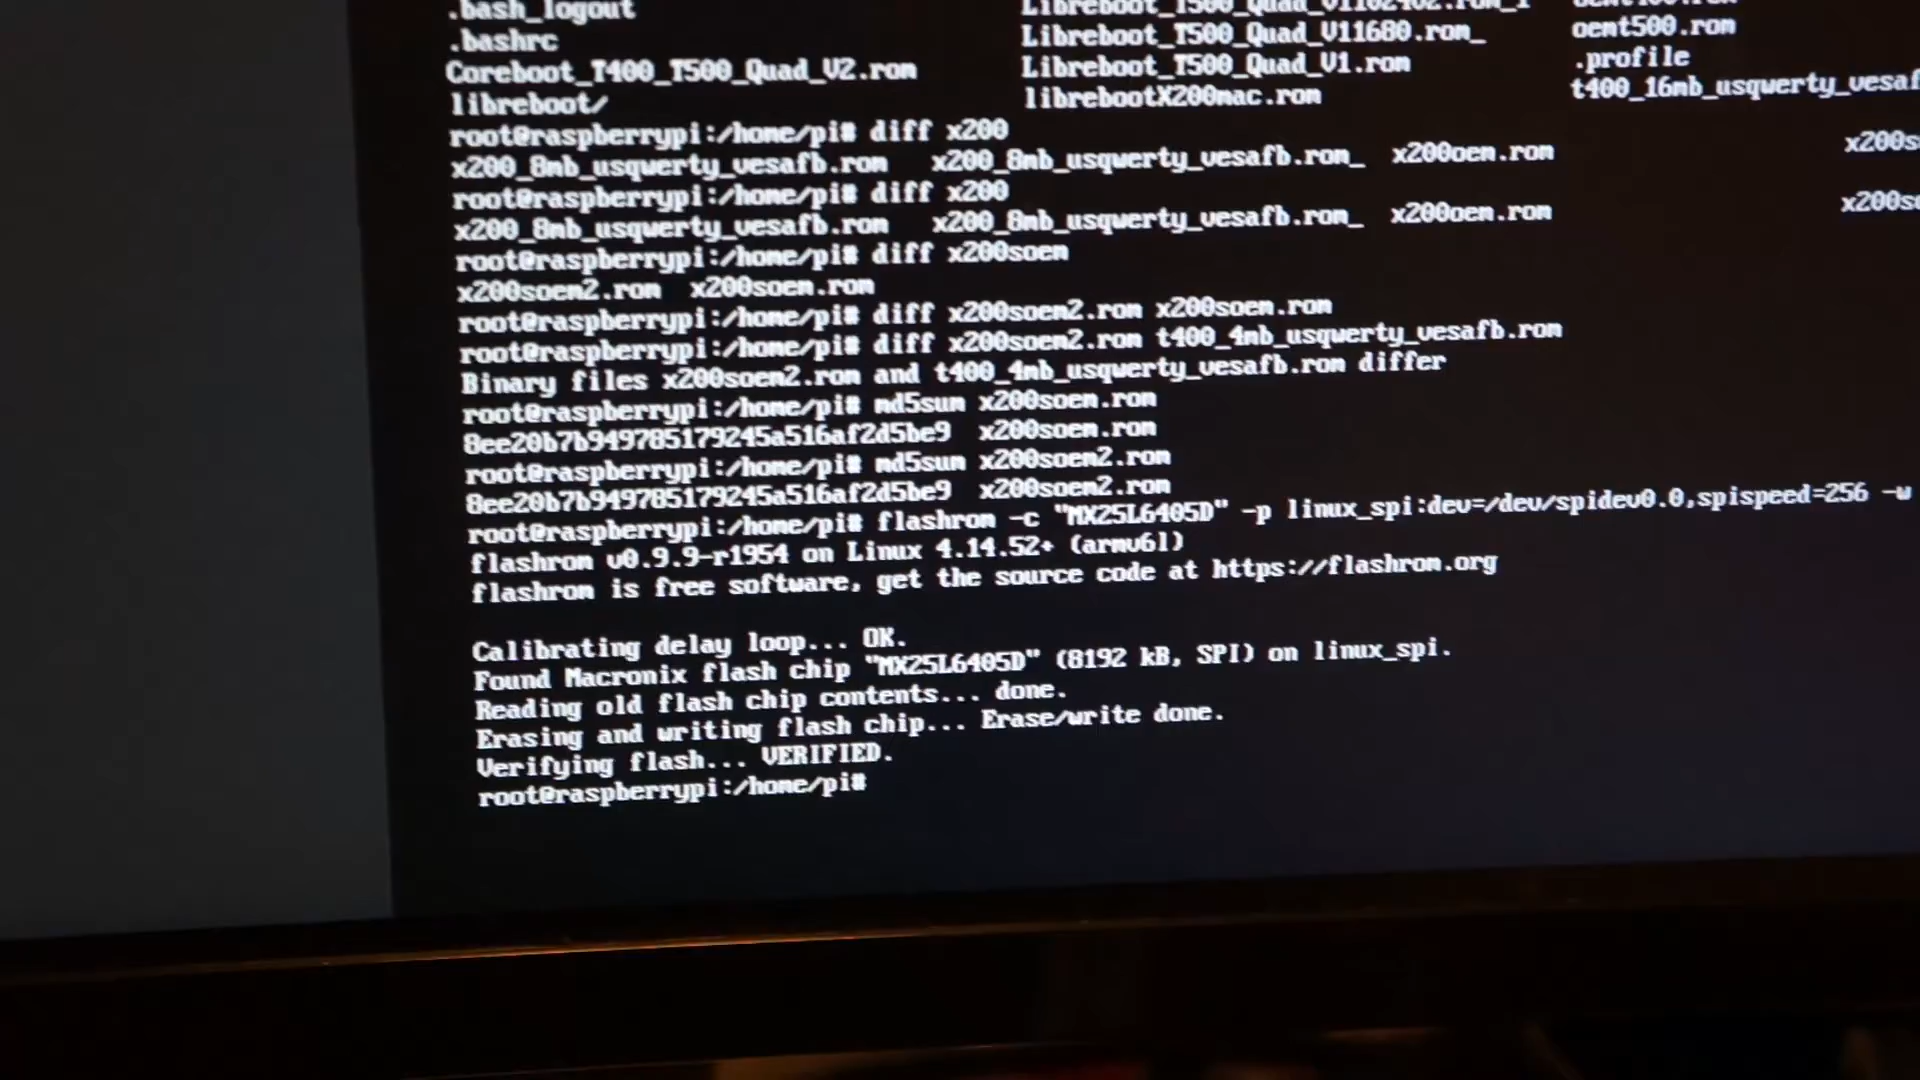 .bash_logout Libreboot_T500_Quad_V1102402.rom_1
.bashrc Libreboot_T500_Quad_V11680.rom_ oemt500.rom
Coreboot_T400_T500_Quad_V2.rom Libreboot_T500_Quad_V1.rom .profile
libreboot/ librebootX200mac.rom t400_16mb_usqwerty_vesaf
root@raspberrypi:/home/pi# diff x200
x200_8mb_usqwerty_vesafb.rom x200_8mb_usqwerty_vesafb.rom_ x200oem.rom x200s
root@raspberrypi:/home/pi# diff x200
x200_8mb_usqwerty_vesafb.rom x200_8mb_usqwerty_vesafb.rom_ x200oem.rom x200so
root@raspberrypi:/home/pi# diff x200soem
x200soem2.rom x200soem.rom
root@raspberrypi:/home/pi# diff x200soem2.rom x200soem.rom
root@raspberrypi:/home/pi# diff x200soem2.rom t400_4mb_usqwerty_vesafb.rom
Binary files x200soem2.rom and t400_4mb_usqwerty_vesafb.rom differ
root@raspberrypi:/home/pi# md5sum x200soem.rom
8ee20b7b949785179245a516af2d5be9 x200soem.rom
root@raspberrypi:/home/pi# md5sum x200soem2.rom
8ee20b7b949785179245a516af2d5be9 x200soem2.rom
root@raspberrypi:/home/pi# flashrom -c "MX25L6405D" -p linux_spi:dev=/dev/spidev0.0,spispeed=256 -w
flashrom v0.9.9-r1954 on Linux 4.14.52+ (armv6l)
flashrom is free software, get the source code at https://flashrom.org
Calibrating delay loop... OK.
Found Macronix flash chip "MX25L6405D" (8192 kB, SPI) on linux_spi.
Reading old flash chip contents... done.
Erasing and writing flash chip... Erase/write done.
Verifying flash... VERIFIED.
root@raspberrypi:/home/pi#